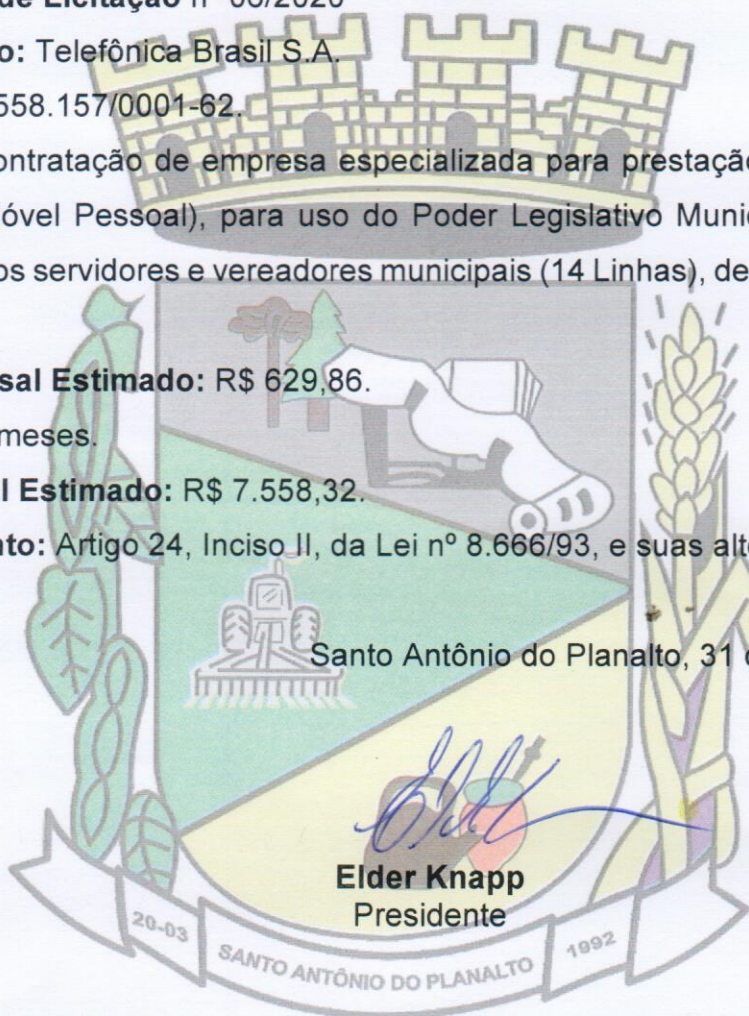 de Licitação nº 03/2020
o: Telefônica Brasil S.A.
558.157/0001-62.
ontratação de empresa especializada para prestação
óvel Pessoal), para uso do Poder Legislativo Munic
os servidores e vereadores municipais (14 Linhas), de
sal Estimado: R$ 629,86.
meses.
l Estimado: R$ 7.558,32.
nto: Artigo 24, Inciso II, da Lei nº 8.666/93, e suas alte
Santo Antônio do Planalto, 31
Elder Knapp
Presidente
20-03 SANTO ANTÔNIO DO PLANALTO 1992